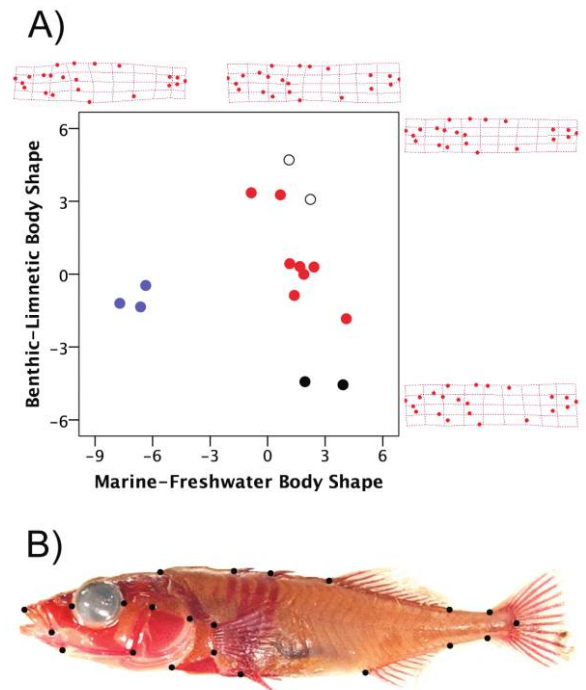 A)
6
3
0
−3
−6
Benthic-Limnetic Body Shape
−9 −6 −3 0 3 6
Marine-Freshwater Body Shape
B)